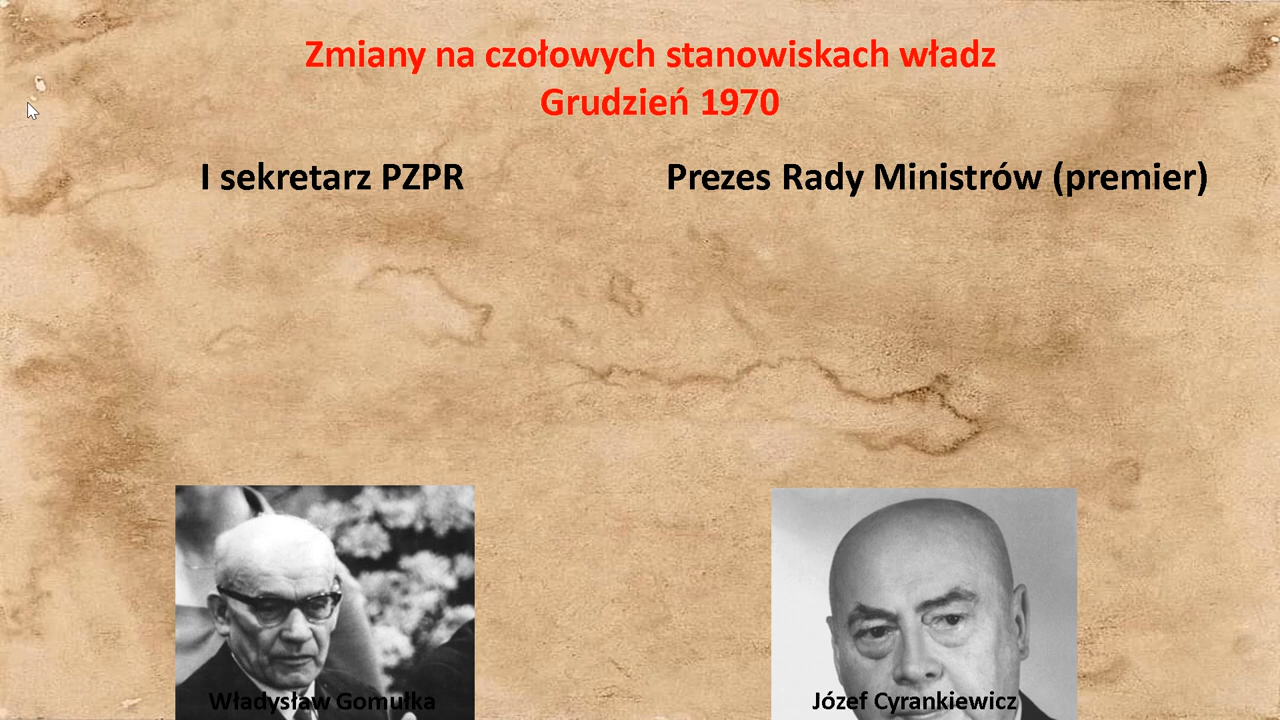 Zmiany na czołowych stanowiskach władz
Grudzień 1970
I sekretarz PZPR
Prezes Rady Ministrów (premier)
Władysław Gomułka
Józef Cyrankiewicz